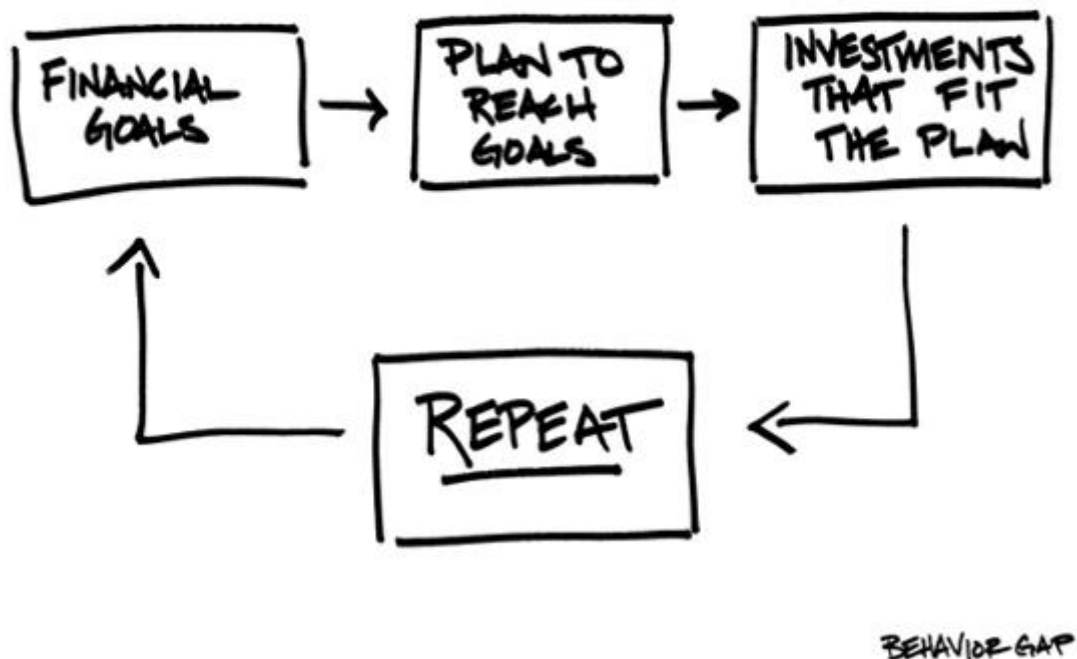 FINANCIAL
GOALS
PLAN TO
REACH
GOALS
INVESTMENTS
THAT FIT
THE PLAN
REPEAT
BEHAVIOR GAP